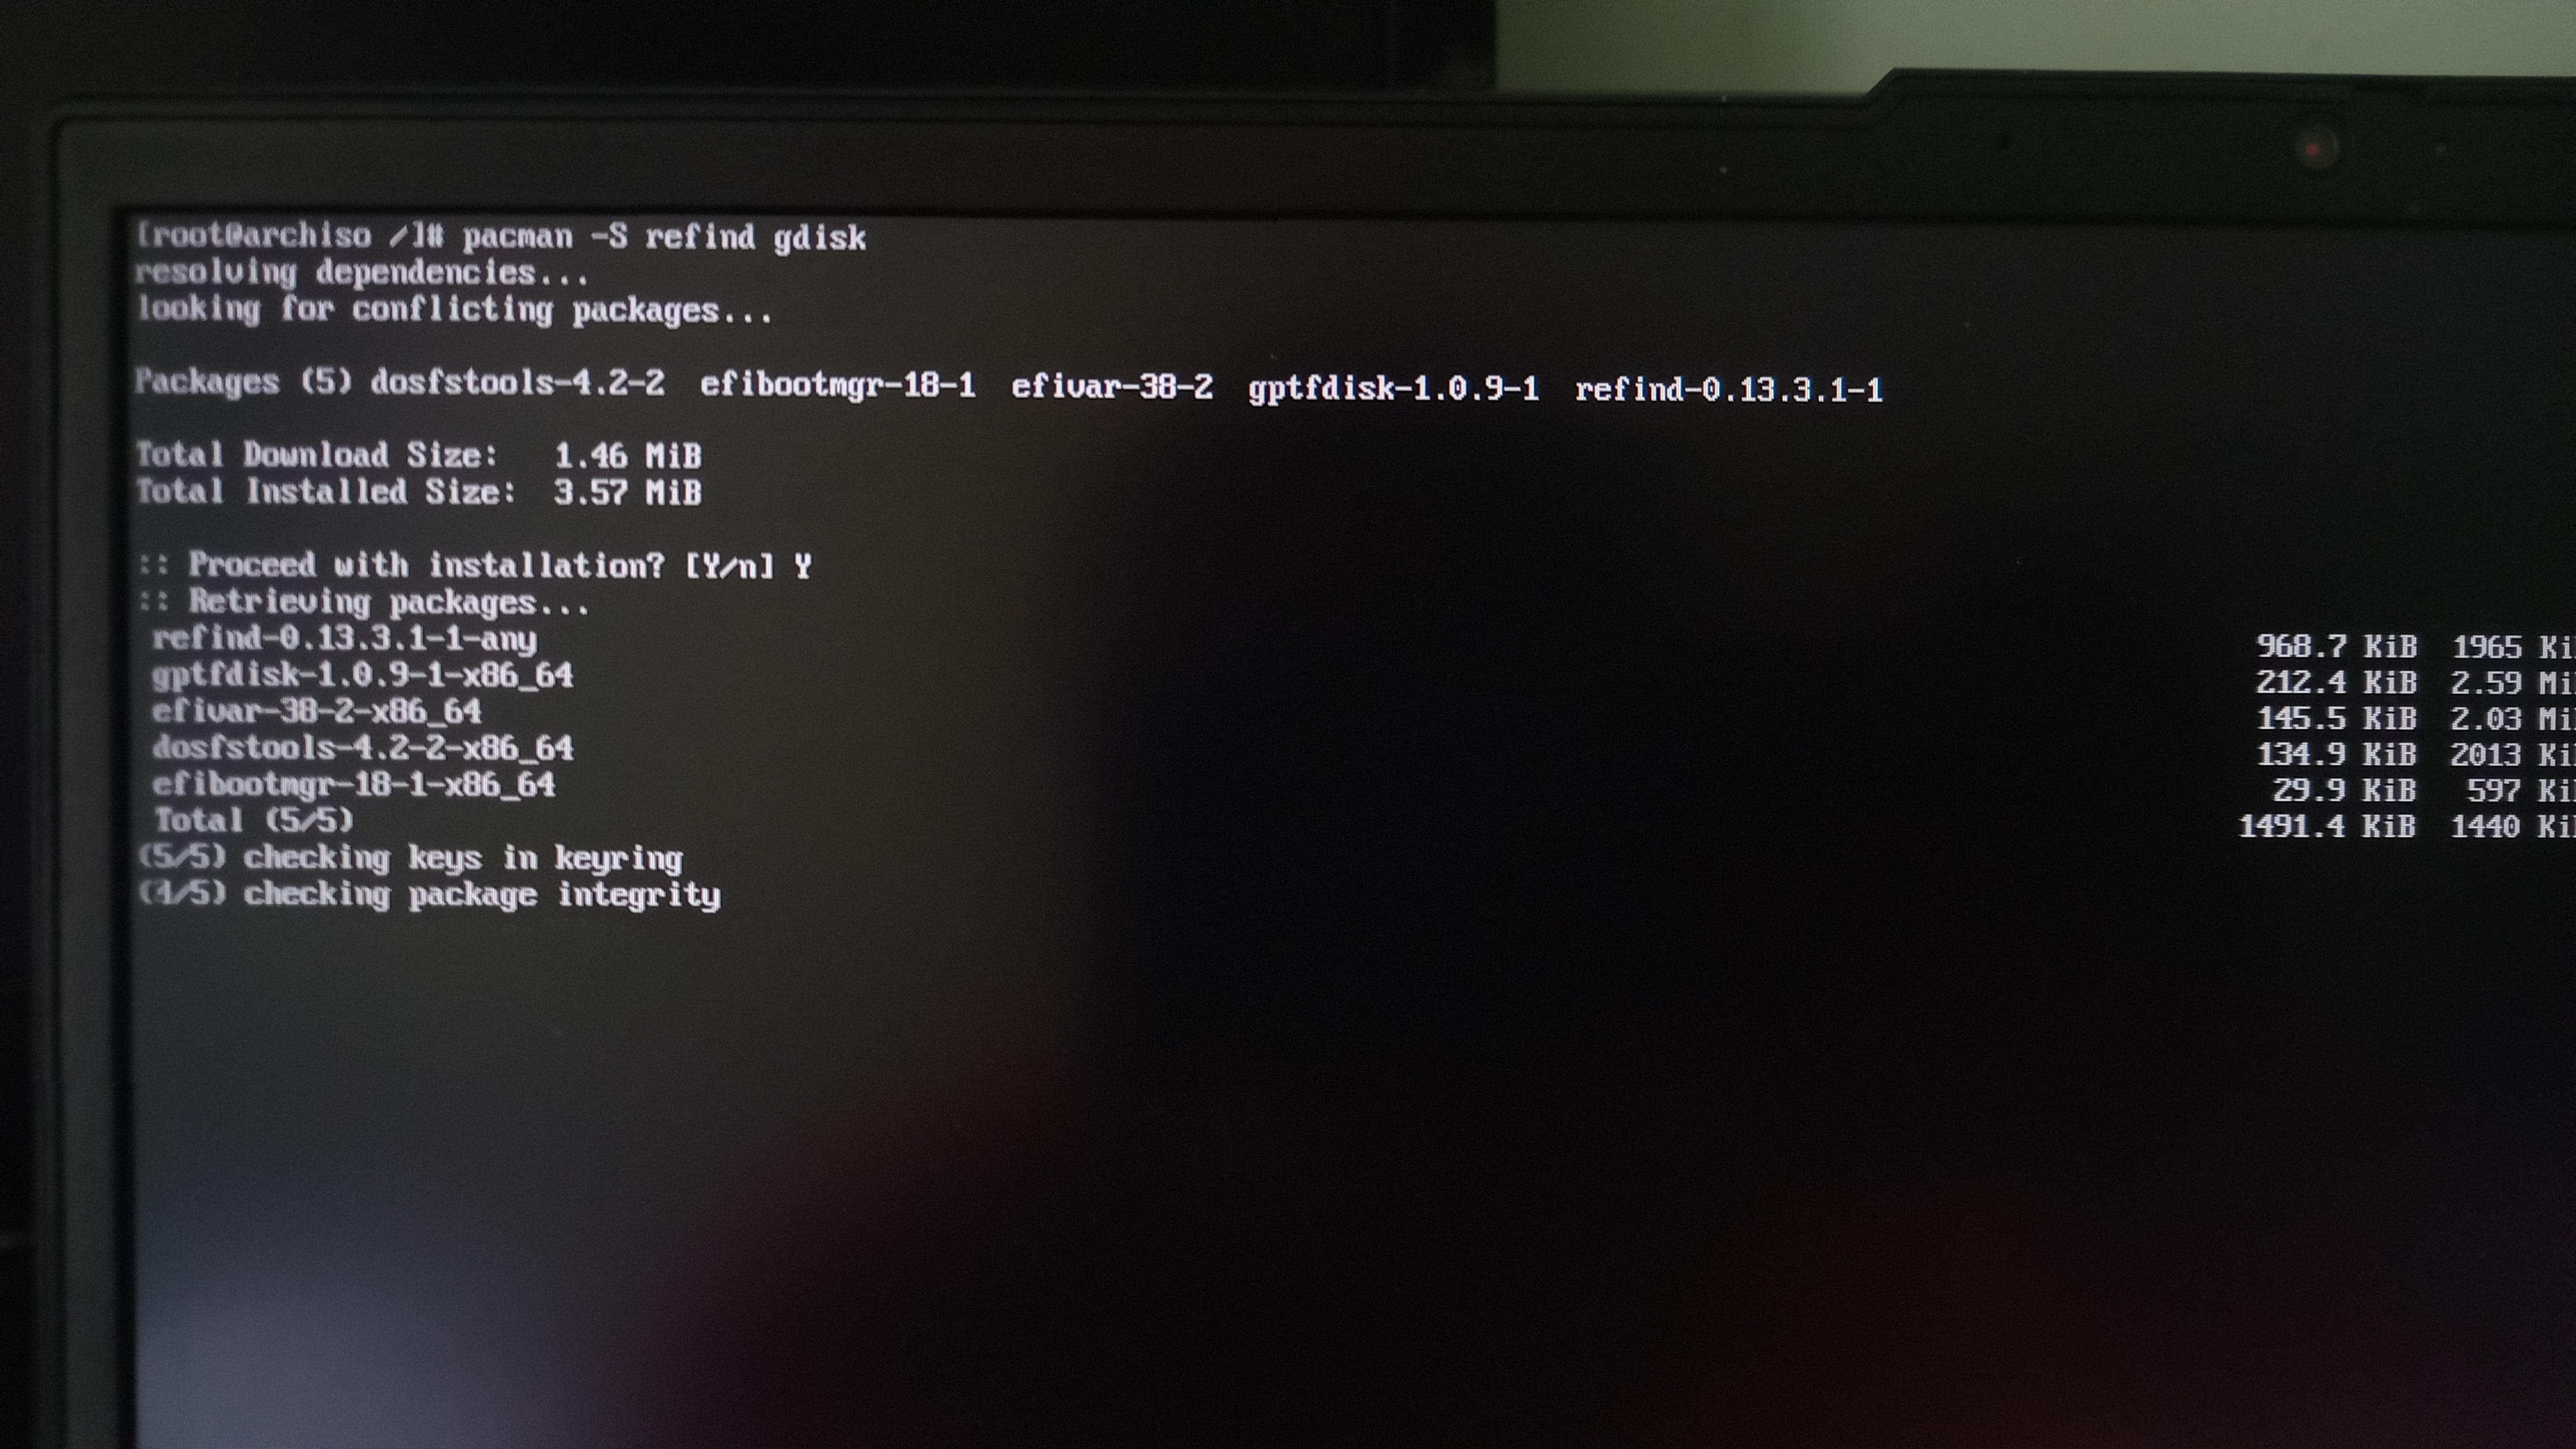 [root@archiso /]# pacman -S refind gdisk
resolving dependencies...
looking for conflicting packages...
Packages (5) dosfstools-4.2-2  efibootmgr-18-1  efivar-38-2  gptfdisk-1.0.9-1  refind-0.13.3.1-1
Total Download Size:   1.46 MiB
Total Installed Size:  3.57 MiB
:: Proceed with installation? [Y/n] Y
:: Retrieving packages...
refind-0.13.3.1-1-any 968.7 KiB 1965 Ki
gptfdisk-1.0.9-1-x86_64 212.4 KiB 2.59 Mi
efivar-38-2-x86_64 145.5 KiB 2.03 Mi
dosfstools-4.2-2-x86_64 134.9 KiB 2013 Ki
efibootmgr-18-1-x86_64 29.9 KiB 597 Ki
Total (5/5) 1491.4 KiB 1440 Ki
(5/5) checking keys in keyring
(4/5) checking package integrity